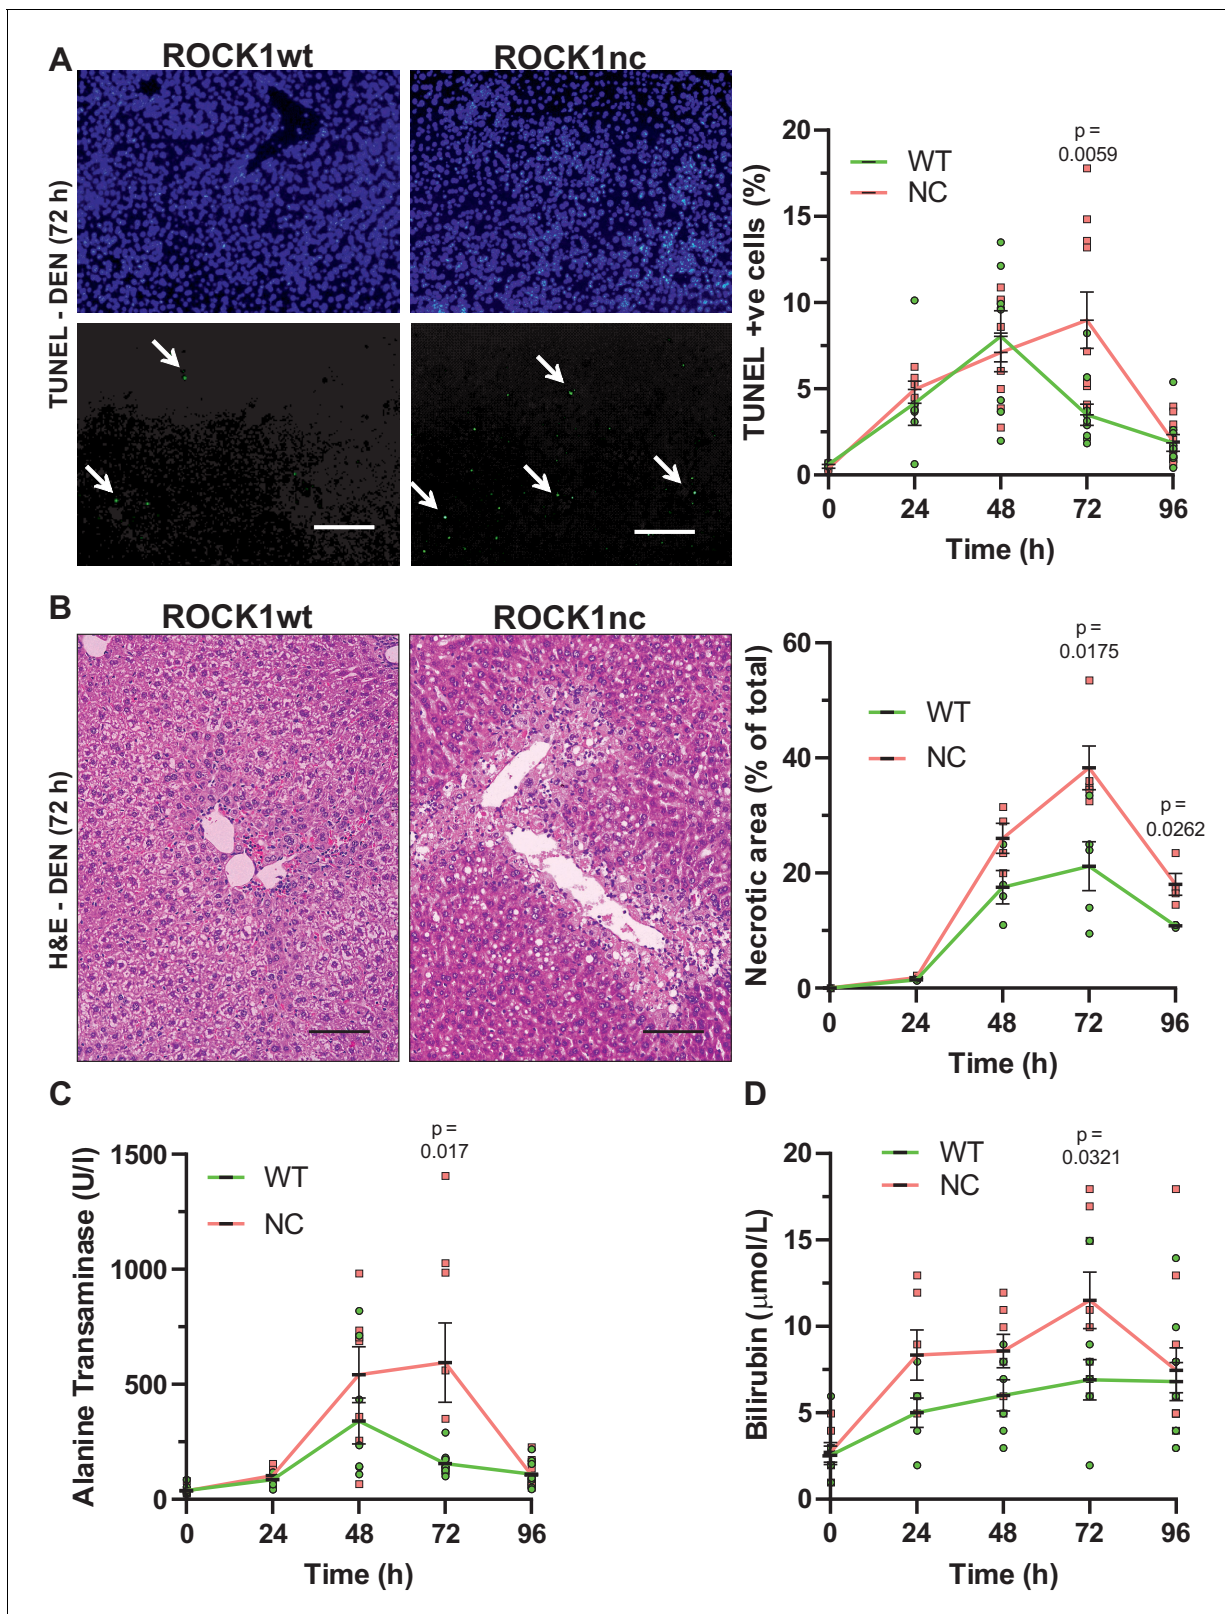 A
ROCK1wt
ROCK1nc
TUNEL - DEN (72 h)
TUNEL +ve cells (%)
20
15
10
5
0
WT
NC
p =
0.0059
0 24 48 72 96
Time (h)
B
ROCK1wt
ROCK1nc
H&E - DEN (72 h)
Necrotic area (% of total)
60
40
20
0
WT
NC
p =
0.0175
p =
0.0262
0 24 48 72 96
Time (h)
C
Alanine Transaminase (U/l)
1500
1000
500
0
WT
NC
p =
0.017
0 24 48 72 96
Time (h)
D
Bilirubin (μmol/L)
20
15
10
5
0
WT
NC
p =
0.0321
0 24 48 72 96
Time (h)